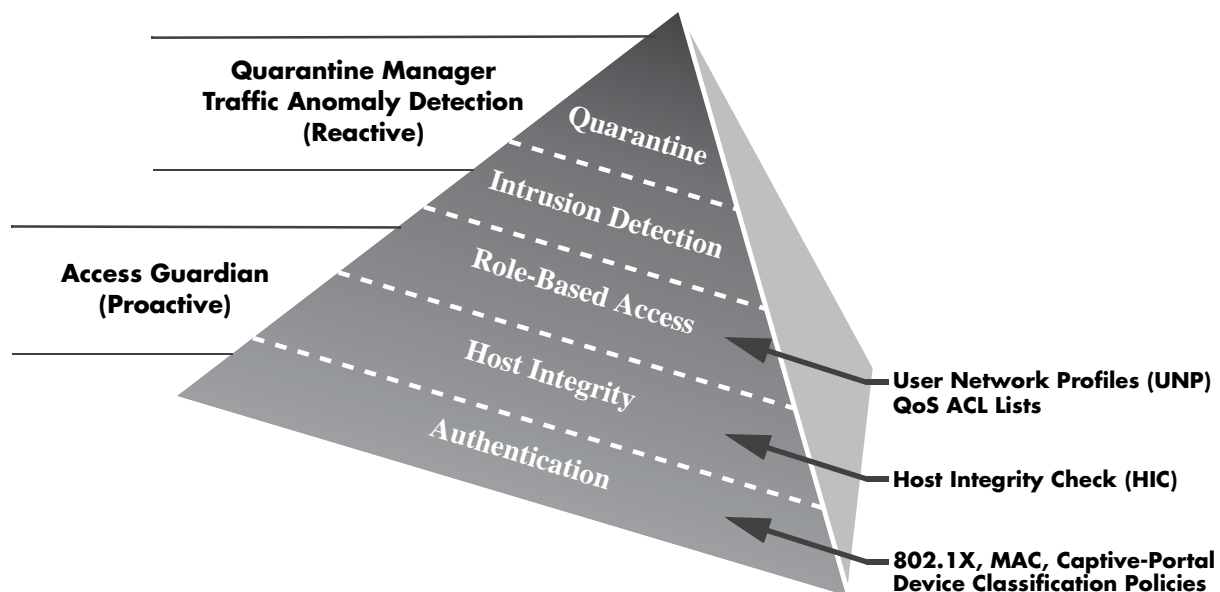 Quarantine Manager
Traffic Anomaly Detection
(Reactive)
Access Guardian
(Proactive)
Quarantine
Intrusion Detection
Role-Based Access
Host Integrity
Authentication
User Network Profiles (UNP)
QoS ACL Lists
Host Integrity Check (HIC)
802.1X, MAC, Captive-Portal
Device Classification Policies